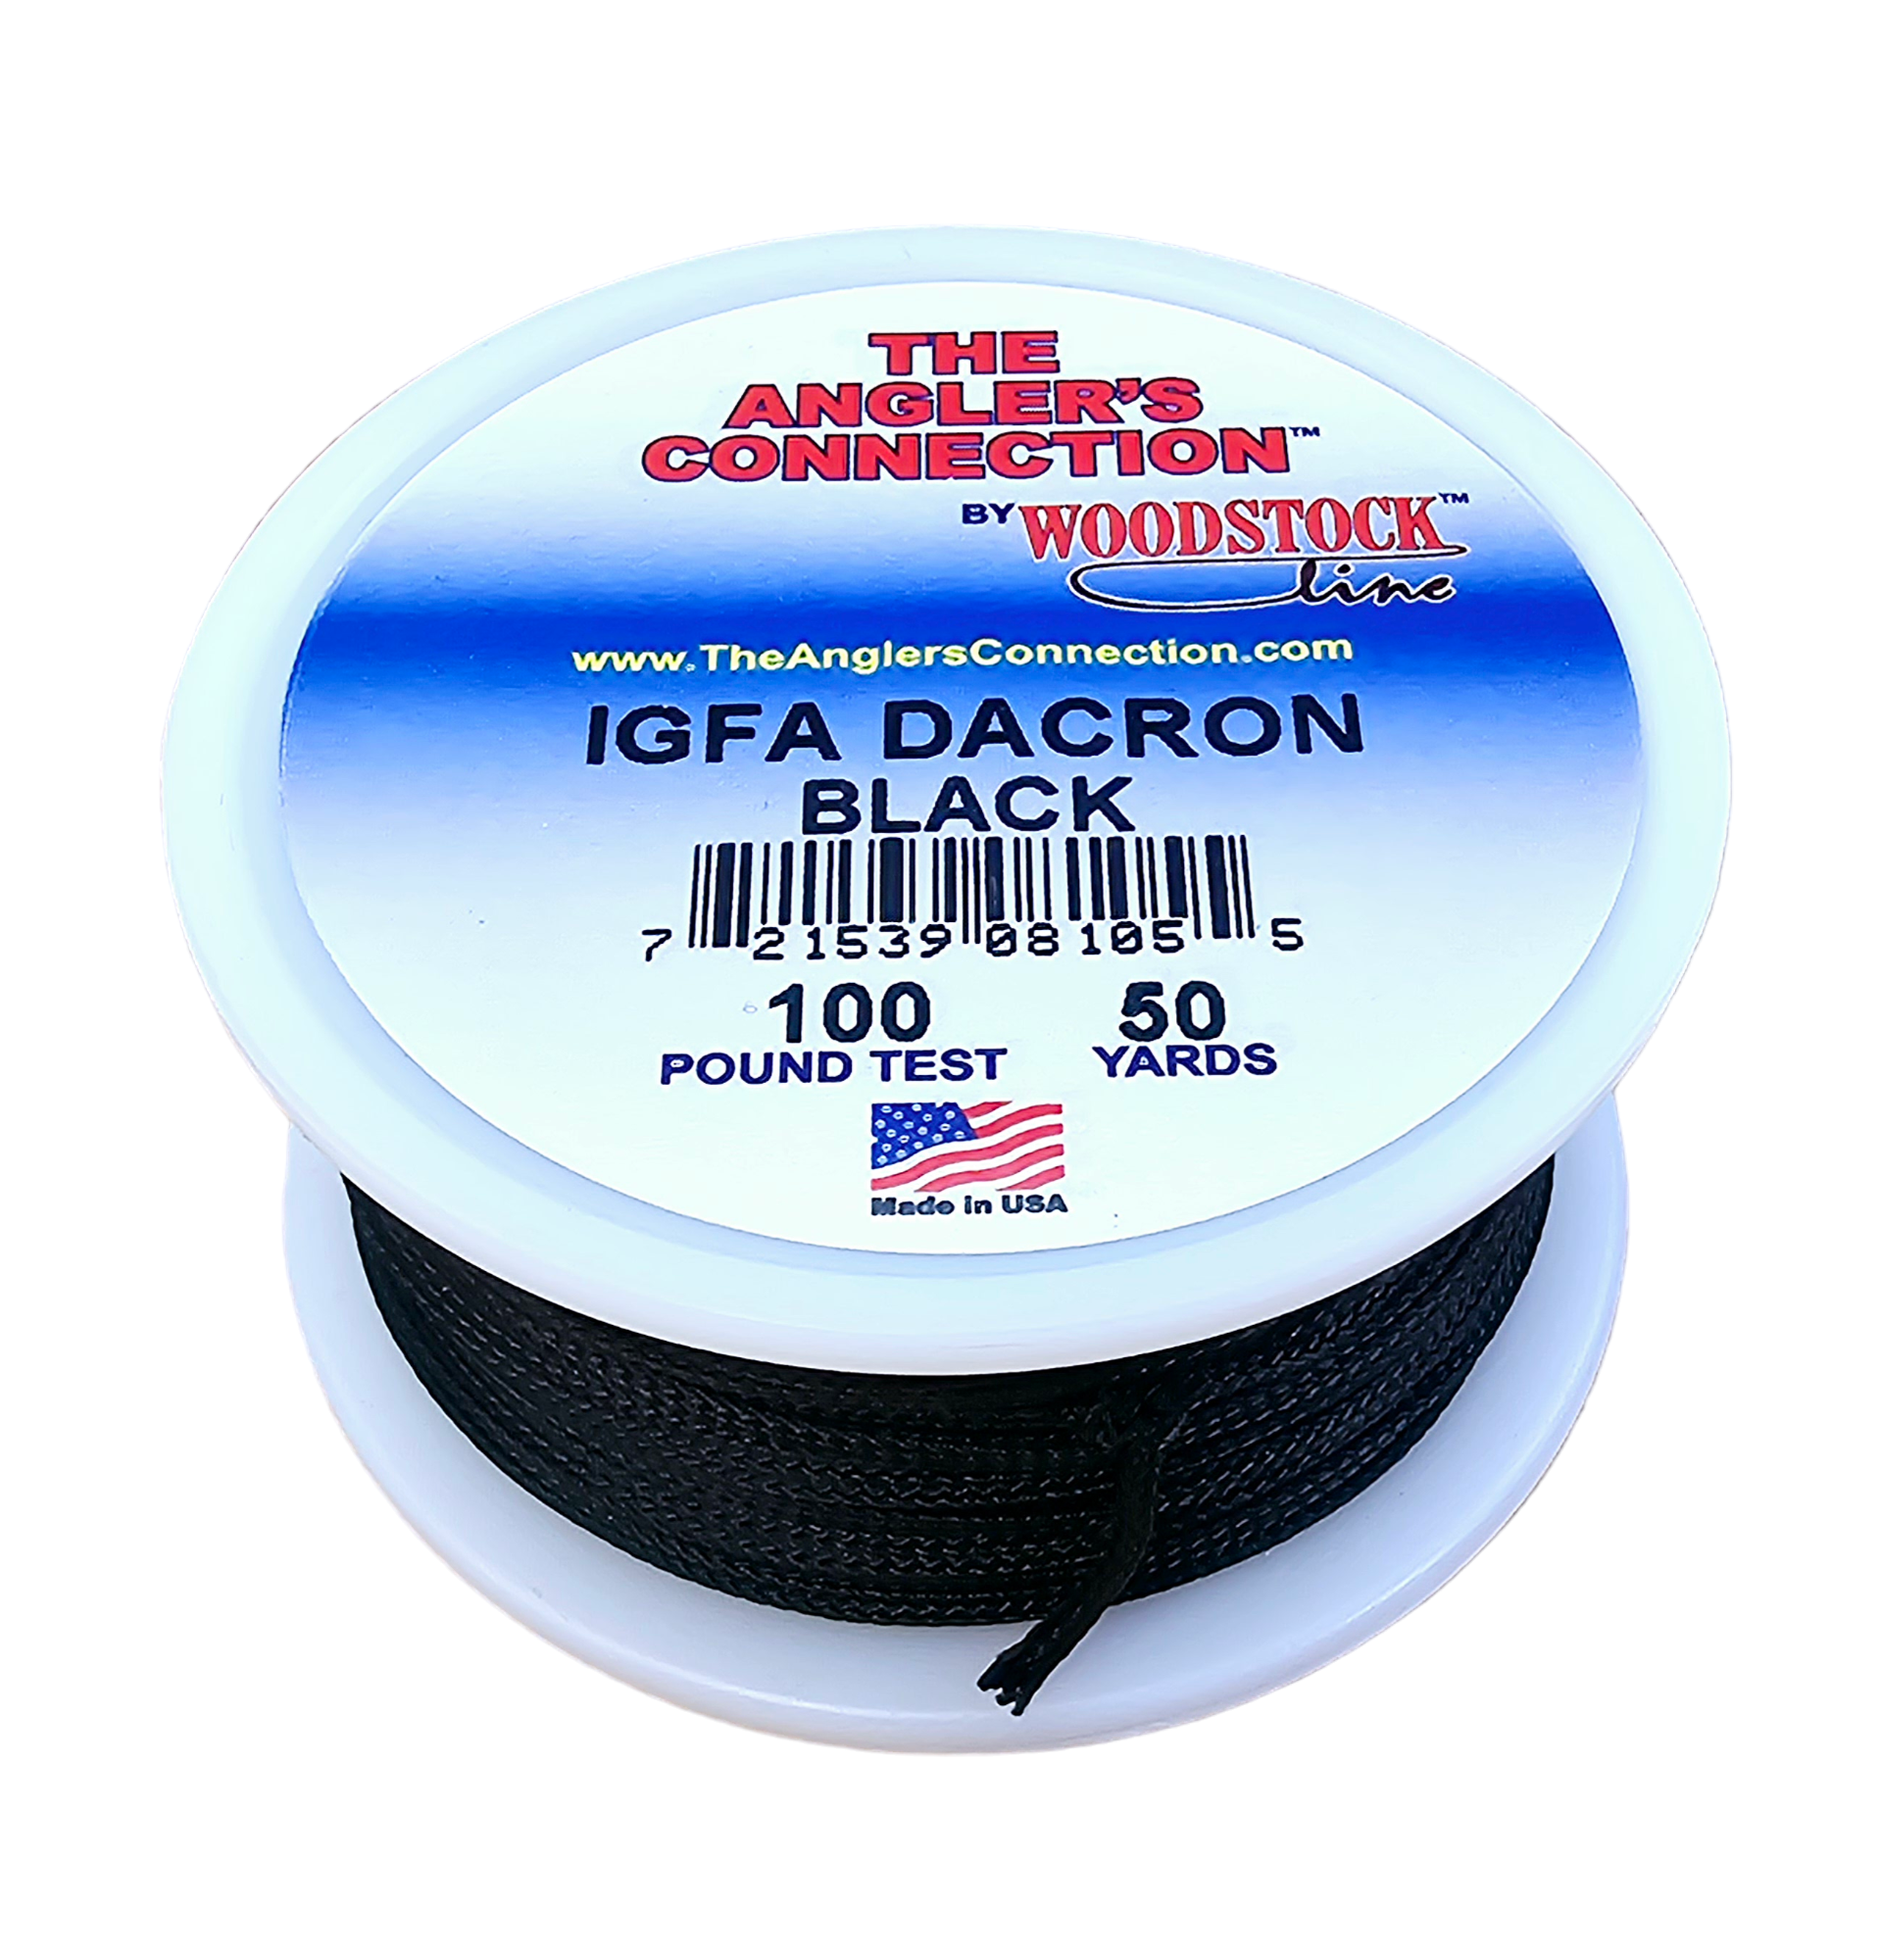 THE
ANGLER'S
CONNECTION™
BY WOODSTOCK™
line
www.TheAnglersConnection.com
IGFA DACRON
BLACK
7 21539 08105 5
100 50
POUND TEST YARDS
Made in USA